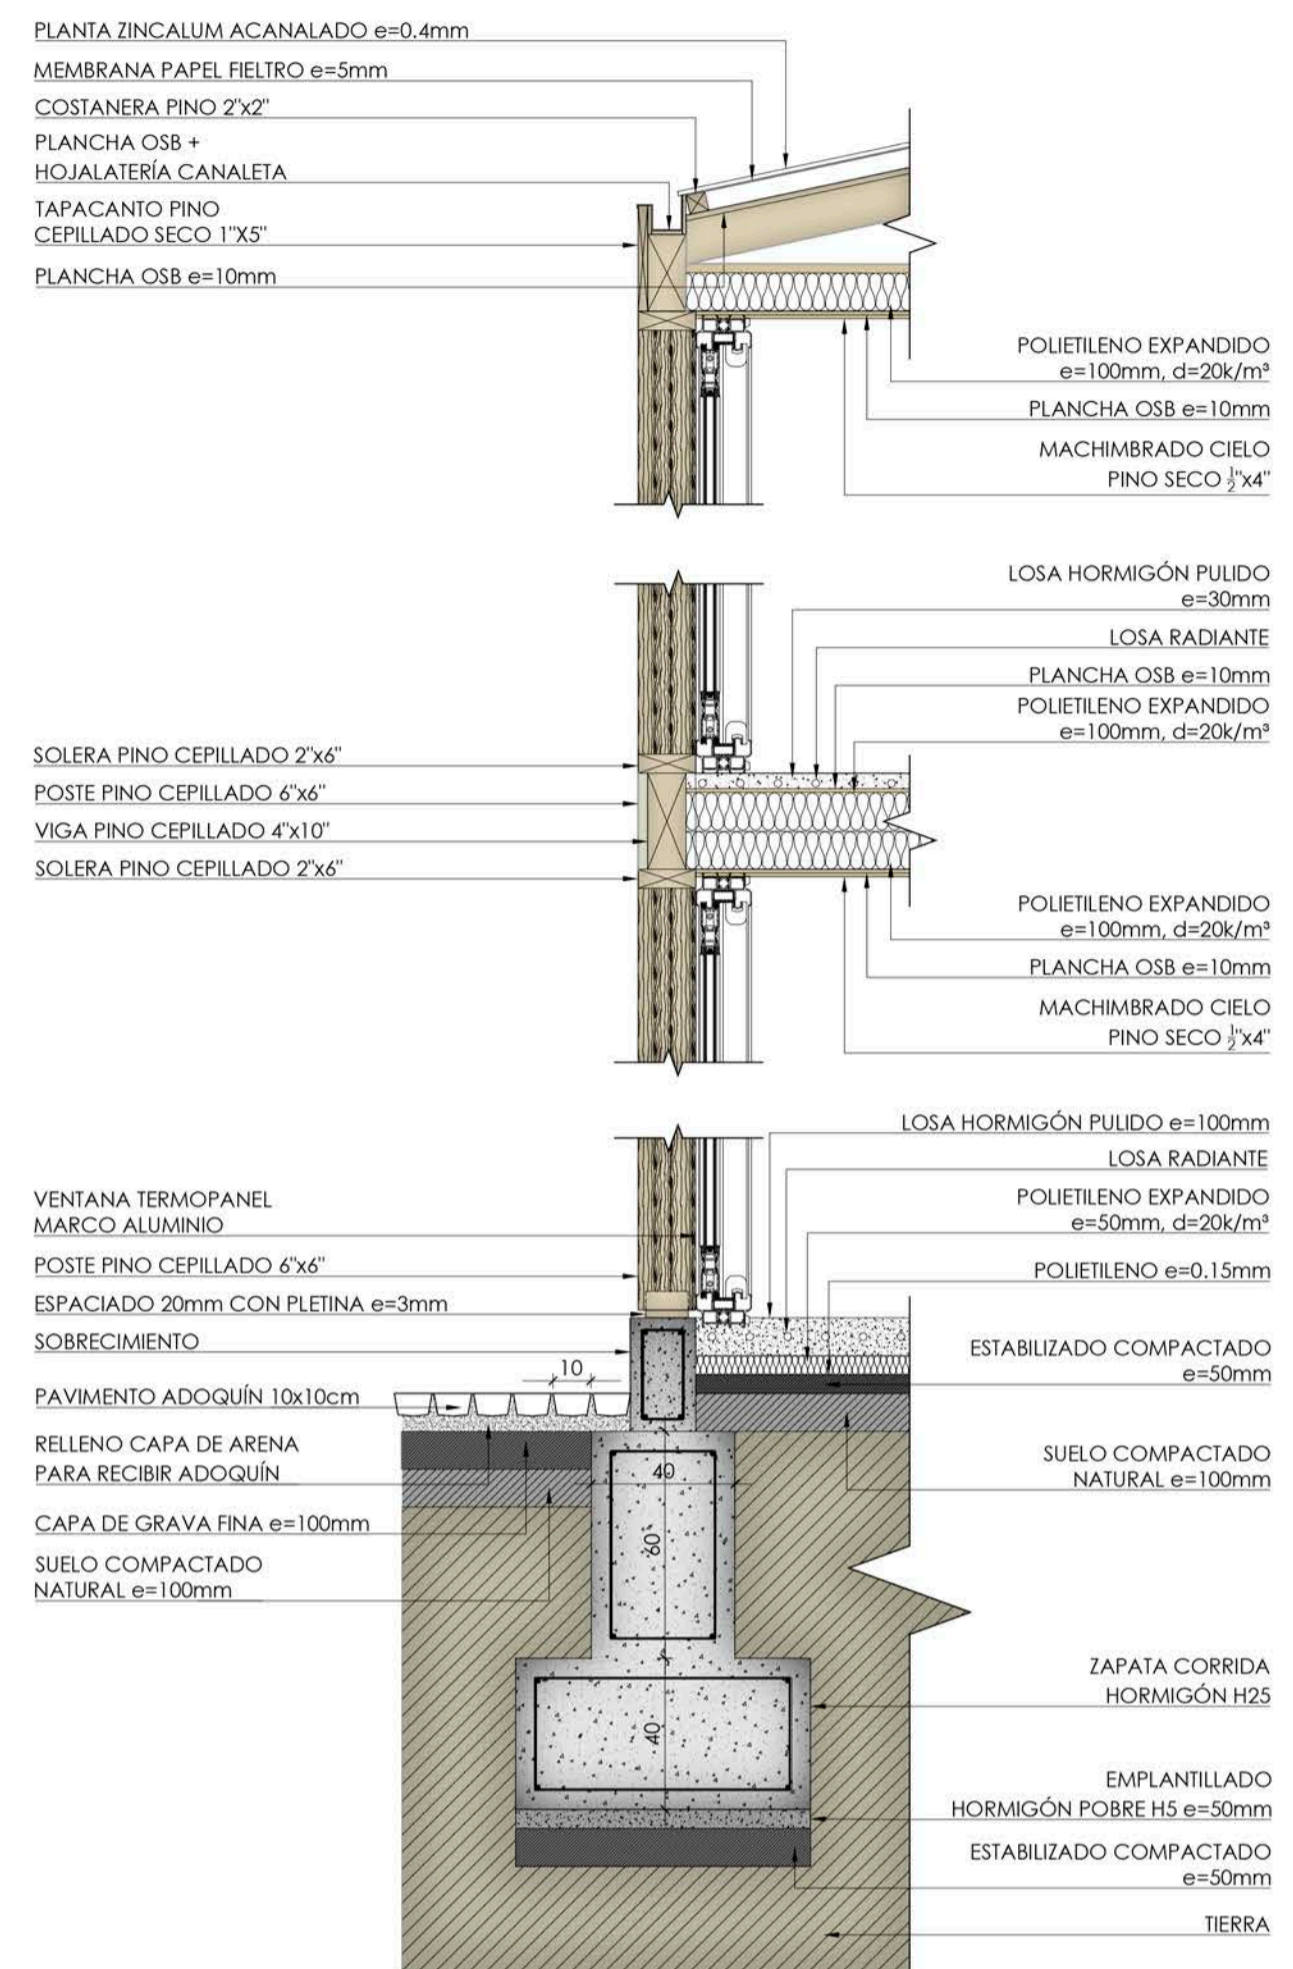 PLANTA ZINCALUM ACANALADO e=0.4mm
MEMBRANA PAPEL FIELTRO e=5mm
COSTANERA PINO 2"x2"
PLANCHA OSB +
HOJALATERÍA CANALETA
TAPACANTO PINO
CEPILLADO SECO 1"X5"
PLANCHA OSB e=10mm
POLIETILENO EXPANDIDO
e=100mm, d=20k/m³
PLANCHA OSB e=10mm
MACHIMBRADO CIELO
PINO SECO ½"x4"
LOSA HORMIGÓN PULIDO
e=30mm
LOSA RADIANTE
PLANCHA OSB e=10mm
POLIETILENO EXPANDIDO
e=100mm, d=20k/m³
SOLERA PINO CEPILLADO 2"x6"
POSTE PINO CEPILLADO 6"x6"
VIGA PINO CEPILLADO 4"x10"
SOLERA PINO CEPILLADO 2"x6"
POLIETILENO EXPANDIDO
e=100mm, d=20k/m³
PLANCHA OSB e=10mm
MACHIMBRADO CIELO
PINO SECO ½"x4"
LOSA HORMIGÓN PULIDO e=100mm
LOSA RADIANTE
POLIETILENO EXPANDIDO
e=50mm, d=20k/m³
POLIETILENO e=0.15mm
ESTABILIZADO COMPACTADO
e=50mm
SUELO COMPACTADO
NATURAL e=100mm
VENTANA TERMOPANEL
MARCO ALUMINIO
POSTE PINO CEPILLADO 6"x6"
ESPACIADO 20mm CON PLETINA e=3mm
SOBRECIMIENTO
10
PAVIMENTO ADOQUÍN 10x10cm
RELLENO CAPA DE ARENA
PARA RECIBIR ADOQUÍN
CAPA DE GRAVA FINA e=100mm
SUELO COMPACTADO
NATURAL e=100mm
40
60
40
ZAPATA CORRIDA
HORMIGÓN H25
EMPLANTILLADO
HORMIGÓN POBRE H5 e=50mm
ESTABILIZADO COMPACTADO
e=50mm
TIERRA